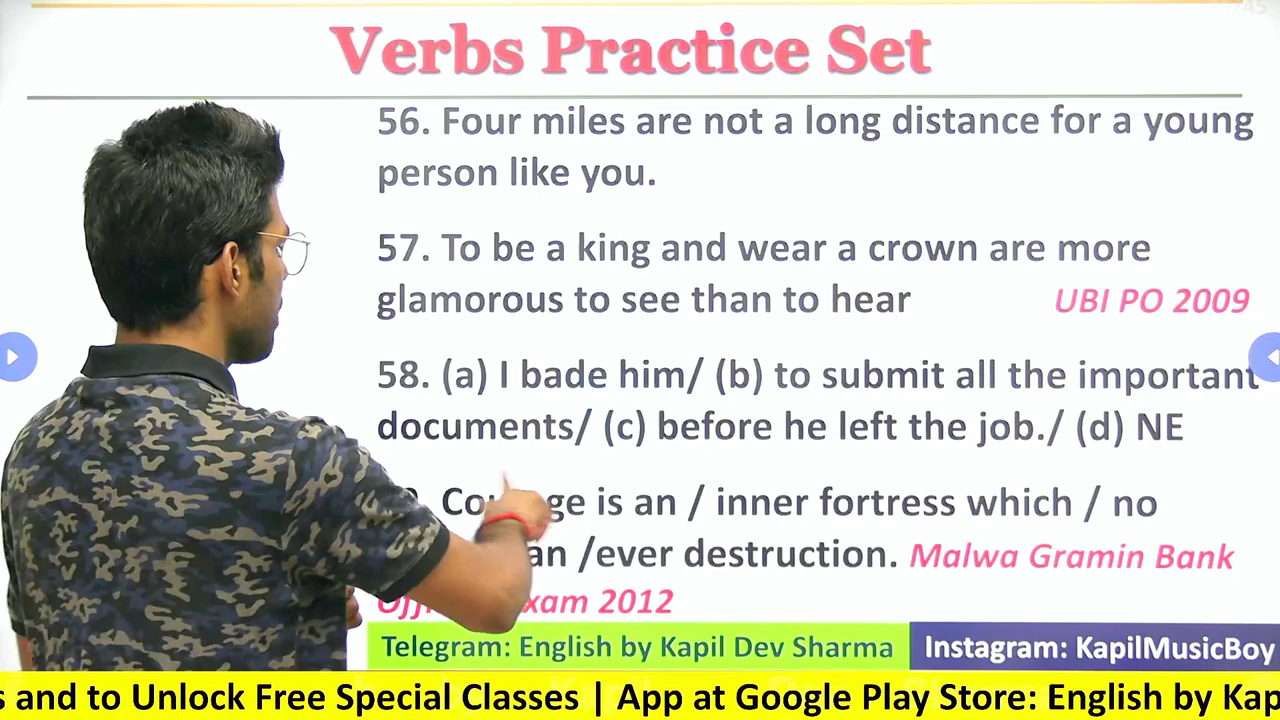 Verbs Practice Set
56. Four miles are not a long distance for a young
person like you.
57. To be a king and wear a crown are more
glamorous to see than to hear
UBI PO 2009
58. (a) I bade him/ (b) to submit all the important
documents/ (c) before he left the job./ (d) NE
is an / inner fortress which / no
/ever destruction. Malwa Gramin Bank
2012
Telegram: English by Kapil Dev Sharma
Instagram: KapilMusicBoy
s and to Unlock Free Special Classes | App at Google Play Store: English by Kap